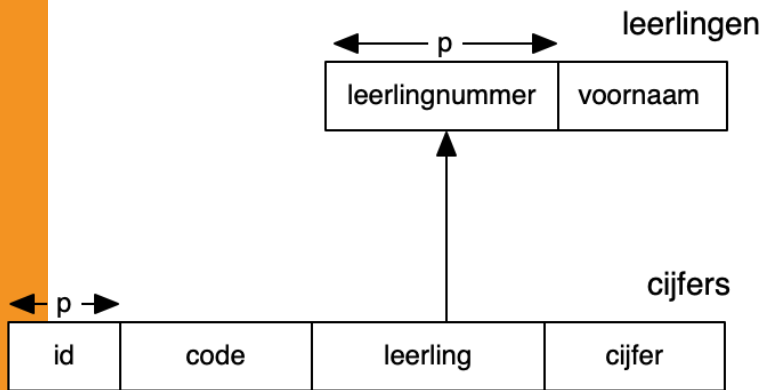 leerlingen
p
leerlingnummer voornaam
cijfers
p
id code leerling cijfer